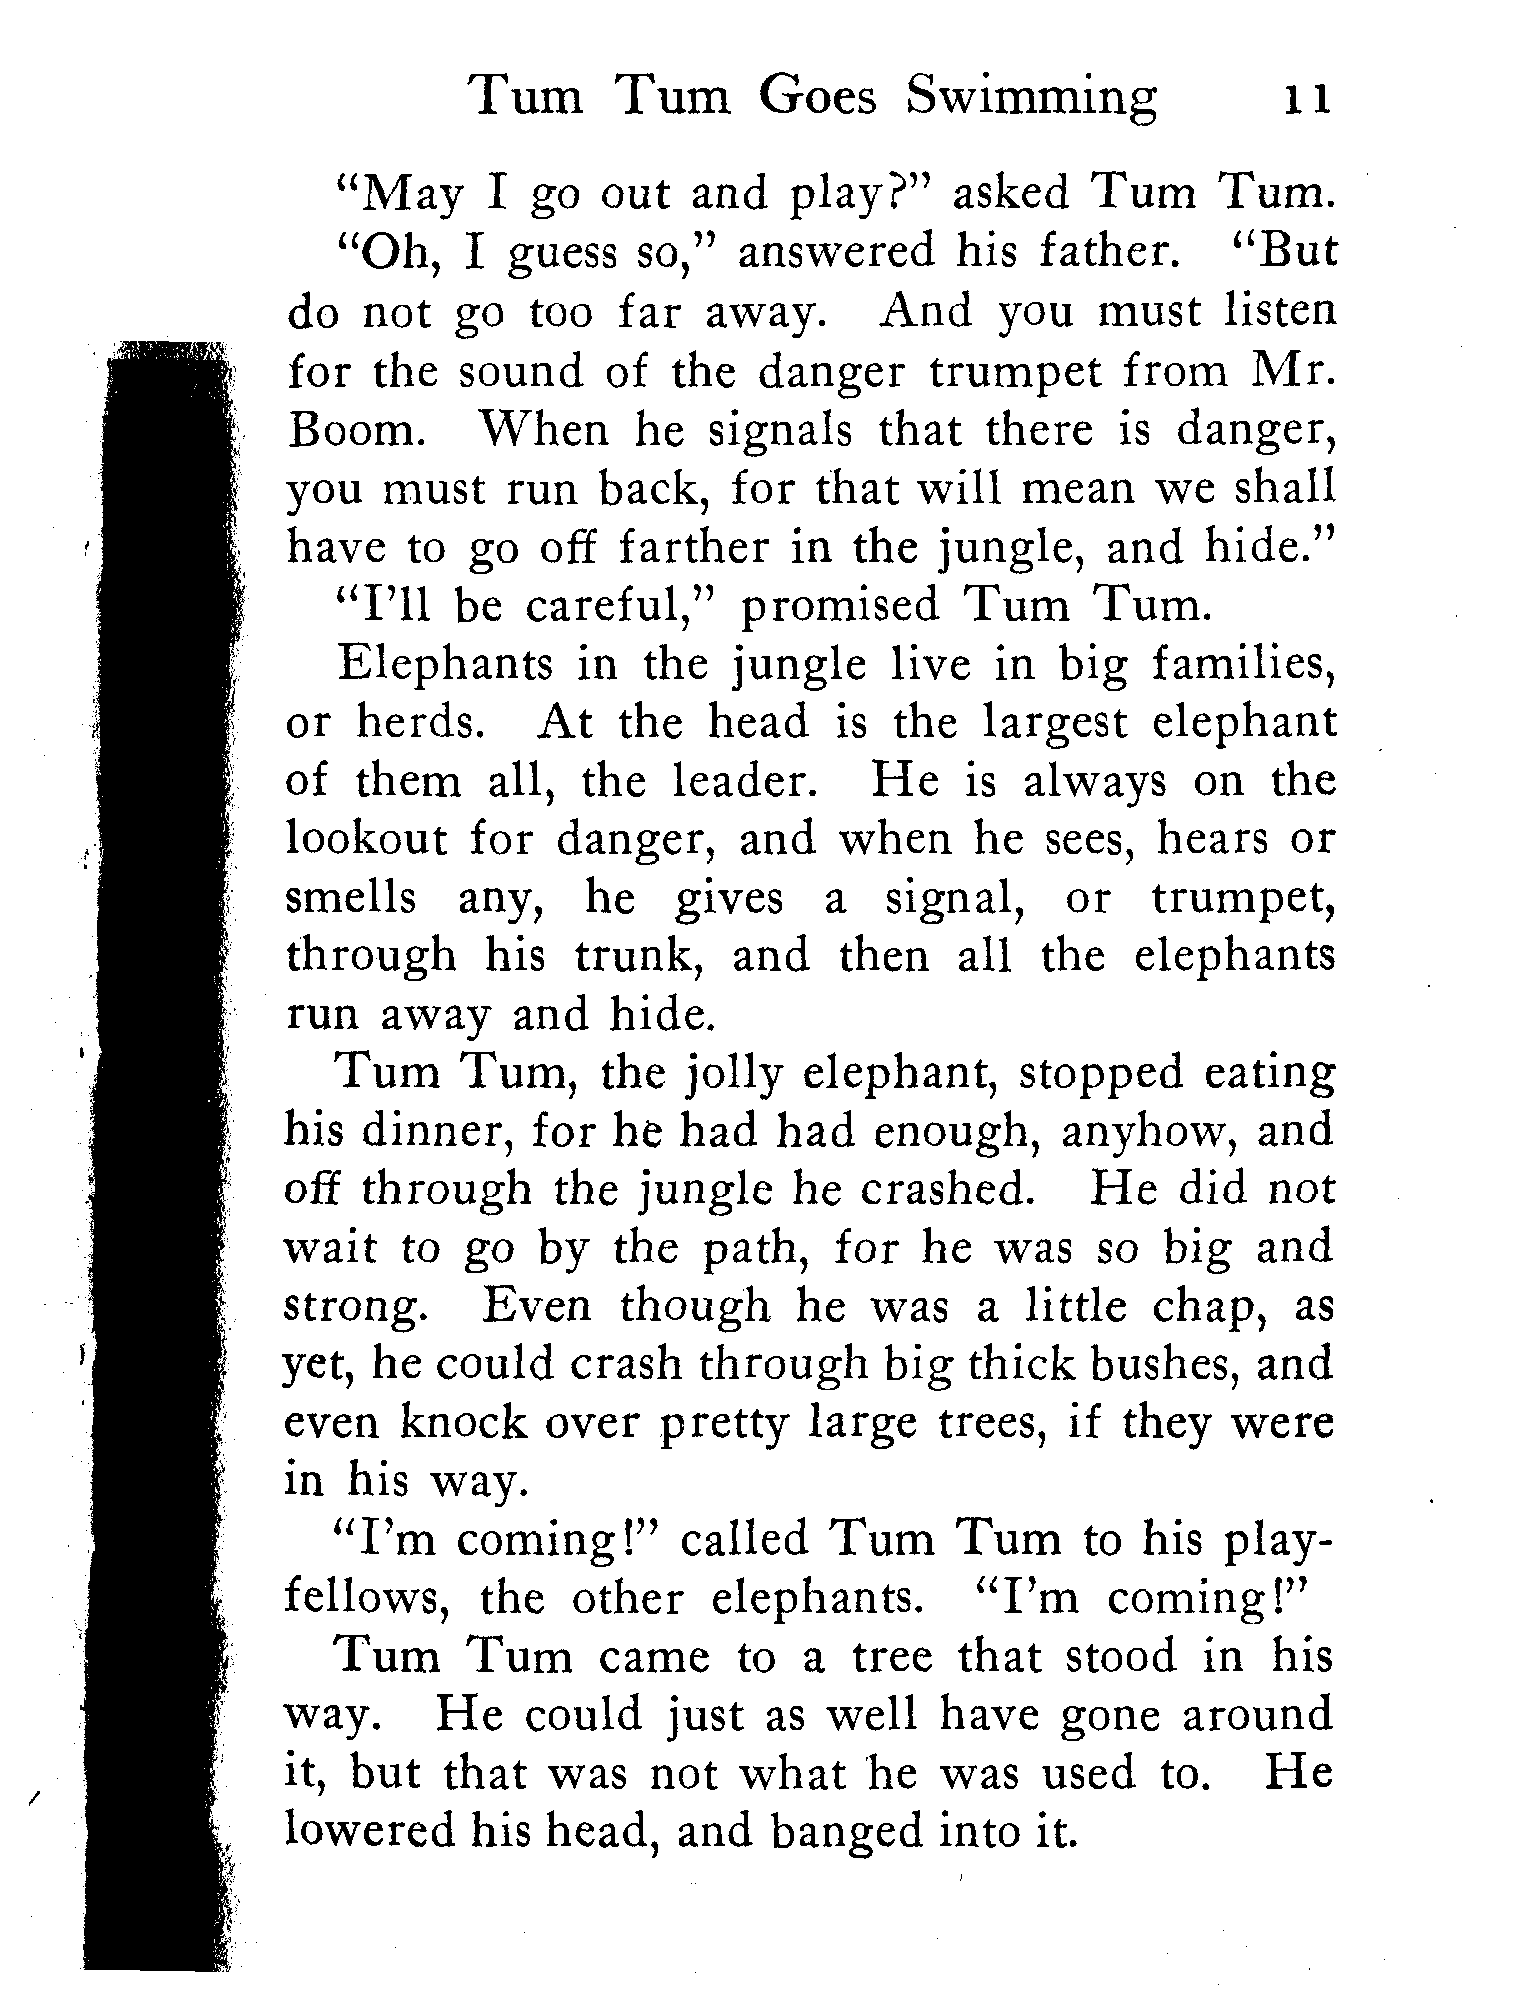 Tum Tum Goes Swimming 11
“May I go out and play?” asked Tum Tum.
“Oh, I guess so,” answered his father. “But
do not go too far away. And you must listen
for the sound of the danger trumpet from Mr.
Boom. When he signals that there is danger,
you must run back, for that will mean we shall
have to go off farther in the jungle, and hide.”
“I’ll be careful,” promised Tum Tum.
Elephants in the jungle live in big families,
or herds. At the head is the largest elephant
of them all, the leader. He is always on the
lookout for danger, and when he sees, hears or
smells any, he gives a signal, or trumpet,
through his trunk, and then all the elephants
run away and hide.
Tum Tum, the jolly elephant, stopped eating
his dinner, for he had had enough, anyhow, and
off through the jungle he crashed. He did not
wait to go by the path, for he was so big and
strong. Even though he was a little chap, as
yet, he could crash through big thick bushes, and
even knock over pretty large trees, if they were
in his way.
“I’m coming!” called Tum Tum to his play-
fellows, the other elephants. “I’m coming!”
Tum Tum came to a tree that stood in his
way. He could just as well have gone around
it, but that was not what he was used to. He
lowered his head, and banged into it.